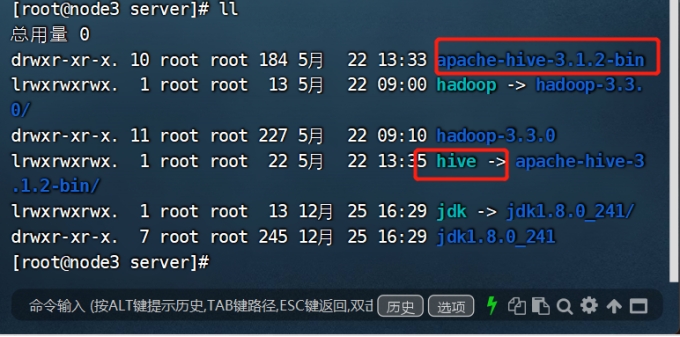 [root@node3 server]# ll
总用量 0
drwxr-xr-x. 10 root root 184 5月  22 13:33 apache-hive-3.1.2-bin
lrwxrwxrwx.  1 root root  13 5月  22 09:00 hadoop -> hadoop-3.3.
0/
drwxr-xr-x. 11 root root 227 5月  22 09:10 hadoop-3.3.0
lrwxrwxrwx.  1 root root  22 5月  22 13:35 hive -> apache-hive-3
.1.2-bin/
lrwxrwxrwx.  1 root root  13 12月 25 16:29 jdk -> jdk1.8.0_241/
drwxr-xr-x.  7 root root 245 12月 25 16:29 jdk1.8.0_241
[root@node3 server]#
命令输入 (按ALT键提示历史,TAB键路径,ESC键返回,双击 历史 选项